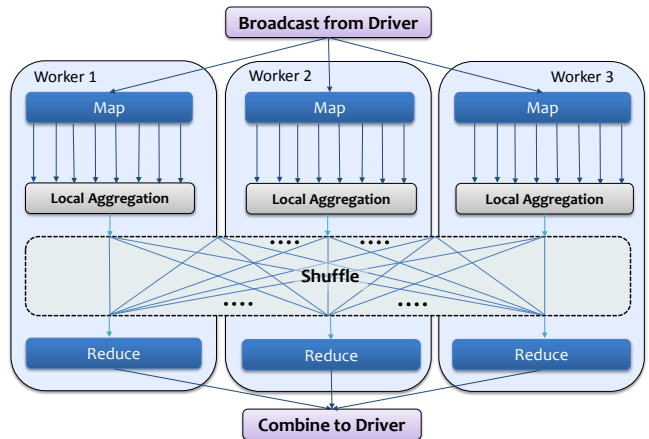 Broadcast from Driver
Worker 1
Worker 2
Worker 3
Map
Map
Map
Local Aggregation
Local Aggregation
Local Aggregation
....
....
Shuffle
....
....
Reduce
Reduce
Reduce
Combine to Driver